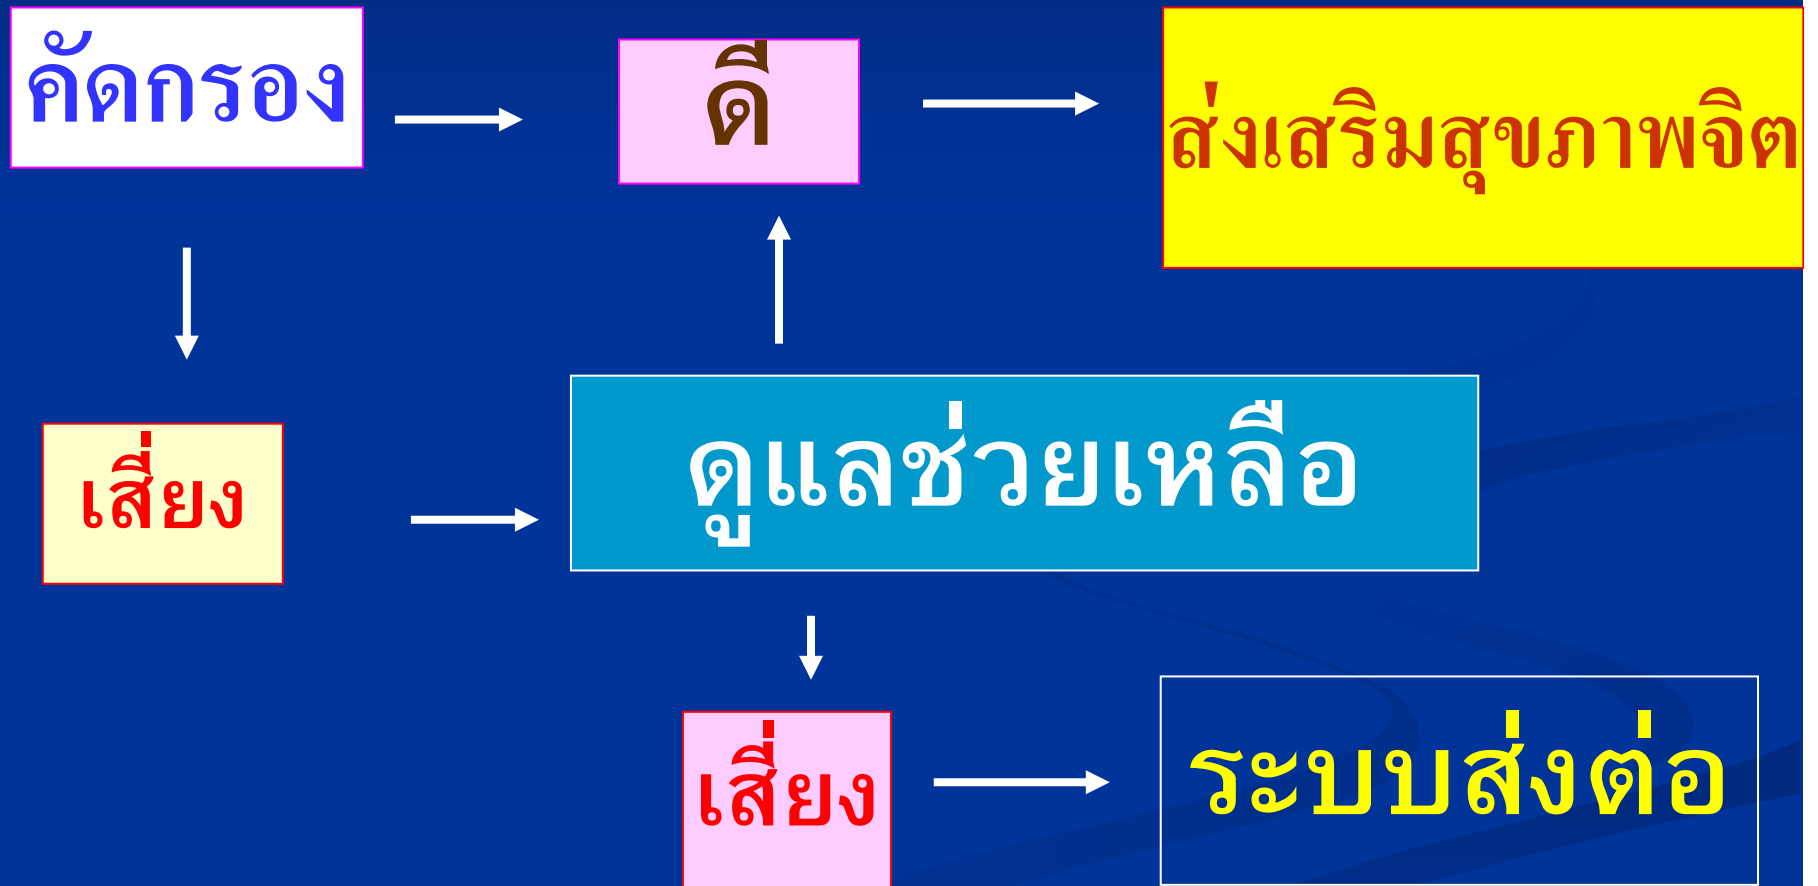 คัดกรอง
ดี
ส่งเสริมสุขภาพจิต
เสี่ยง
ดูแลช่วยเหลือ
เสี่ยง
ระบบส่งต่อ